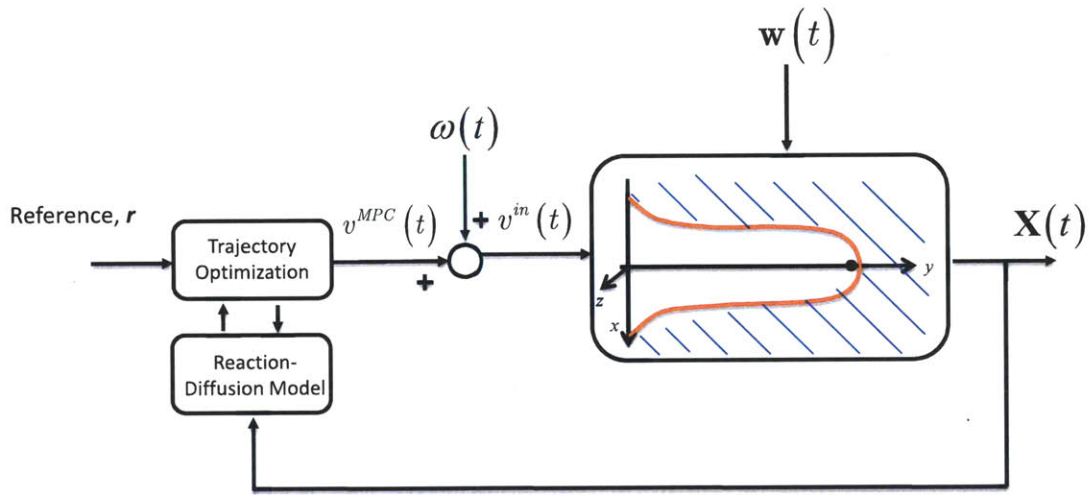 w(t)
ω(t)
Reference, r
Trajectory
Optimization
v^{MPC}(t)
+
+
v^{in}(t)
X(t)
y
z
x
Reaction-
Diffusion Model